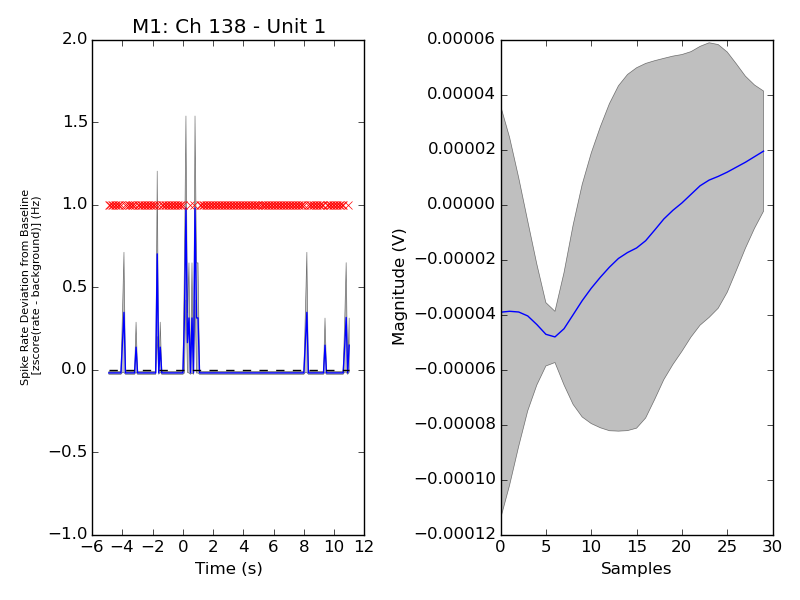 M1: Ch 138 - Unit 1
2.0
1.5
1.0
0.5
0.0
−0.5
−1.0
−6 −4 −2 0 2 4 6 8 10 12
Time (s)
Spike Rate Deviation from Baseline
[zscore(rate - background)] (Hz)
0.00006
0.00004
0.00002
0.00000
−0.00002
−0.00004
−0.00006
−0.00008
−0.00010
−0.00012
0 5 10 15 20 25 30
Samples
Magnitude (V)